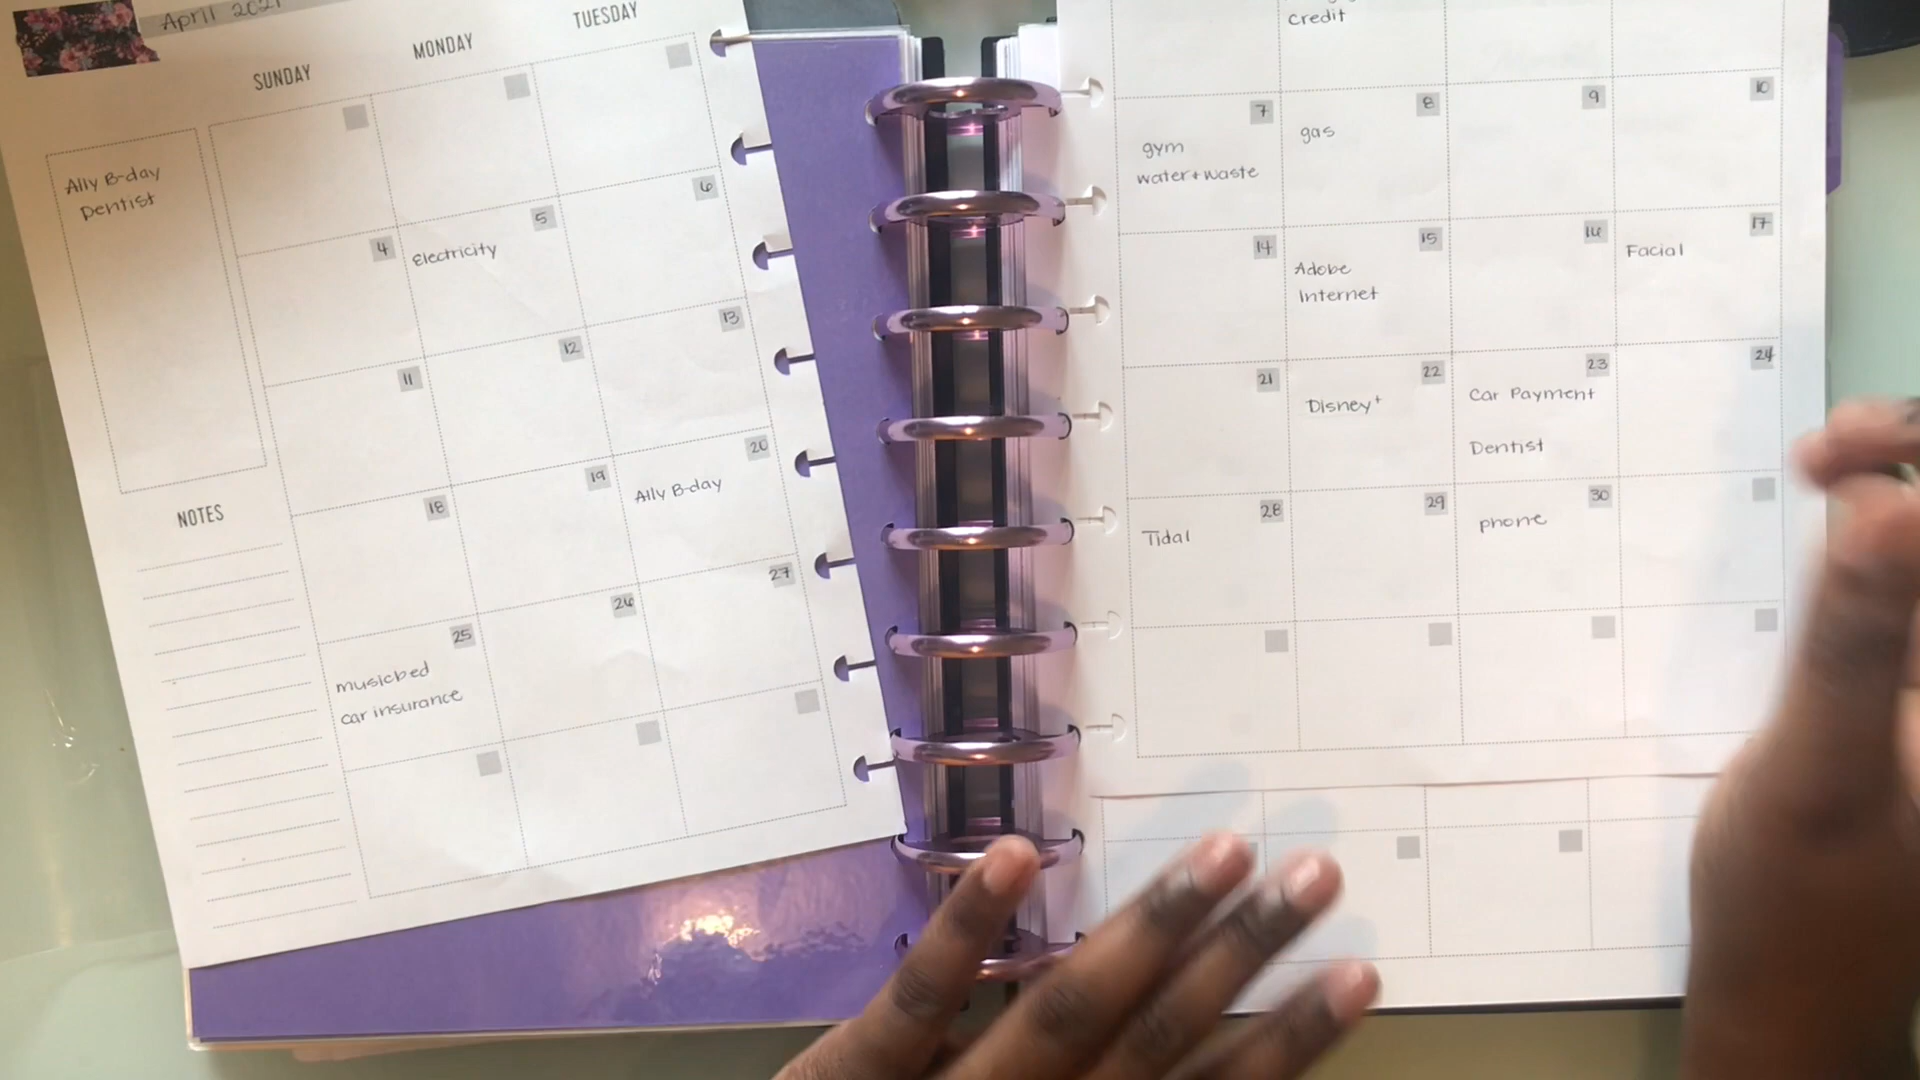 April 2021
SUNDAY
MONDAY
TUESDAY
Ally B-day
Dentist
NOTES
4
5
Electricity
6
11
12
13
18
19
20
Ally B-day
25
musicbed
car insurance
26
27
credit
7
gym
water+waste
8
gas
9
10
14
15
Adobe
Internet
16
17
Facial
21
22
Disney+
23
Car Payment
Dentist
24
28
Tidal
29
30
phone